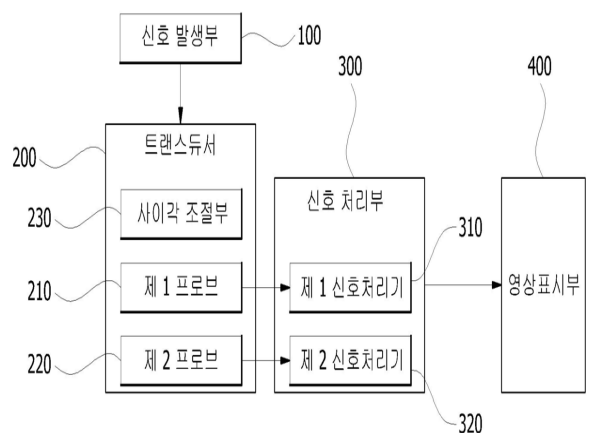 신호 발생부
100
300
400
200
트랜스듀서
신호 처리부
230
사이각 조절부
310
210
제 1 프로브
제 1 신호처리기
영상표시부
220
제 2 프로브
제 2 신호처리기
320